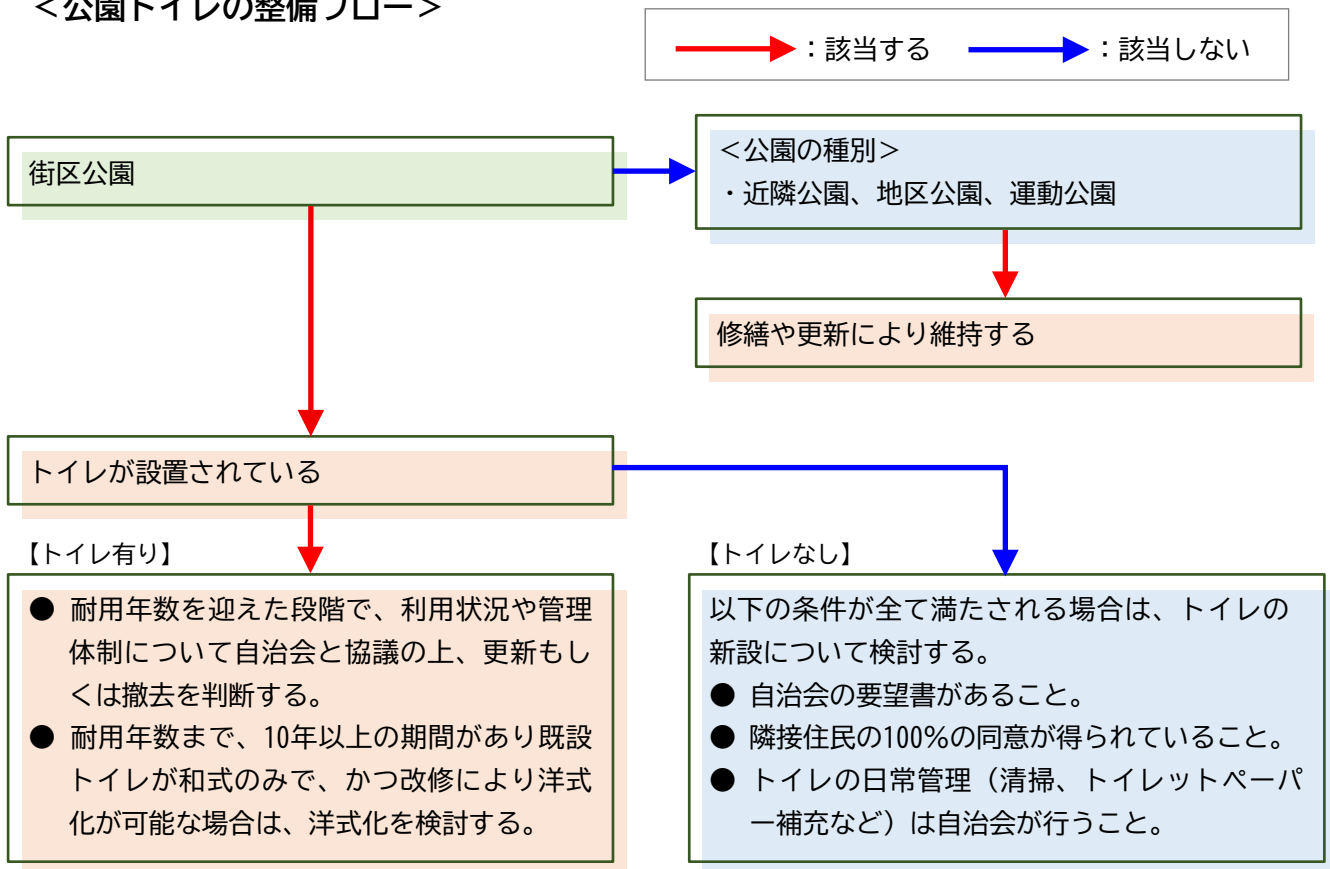 <公園トイレの整備フロー>
：該当する
：該当しない
街区公園
<公園の種別>
・近隣公園、地区公園、運動公園
修繕や更新により維持する
トイレが設置されている
【トイレ有り】
● 耐用年数を迎えた段階で、利用状況や管理
体制について自治会と協議の上、更新もし
くは撤去を判断する。
● 耐用年数まで、10年以上の期間があり既設
トイレが和式のみで、かつ改修により洋式
化が可能な場合は、洋式化を検討する。
【トイレなし】
以下の条件が全て満たされる場合は、トイレの
新設について検討する。
● 自治会の要望書があること。
● 隣接住民の100％の同意が得られていること。
● トイレの日常管理（清掃、トイレットペーパ
ー補充など）は自治会が行うこと。